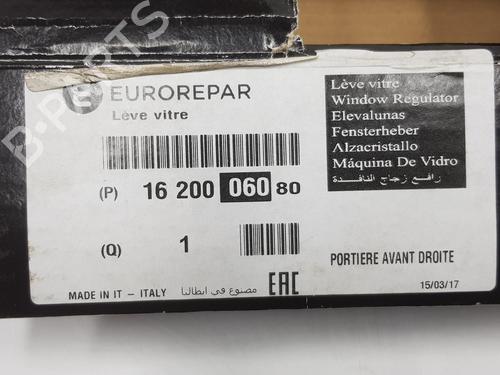 EUROREPAR
Lève vitre
(P) 16 200 060 80
(Q) 1
MADE IN IT - ITALY مصنوع في ايطاليا EAC
Lève vitre
Window Regulator
Elevalunas
Fensterheber
Alzacristallo
Máquina De Vidro
رافع زجاج النافذة
PORTIERE AVANT DROITE
15/03/17
B-PARTS